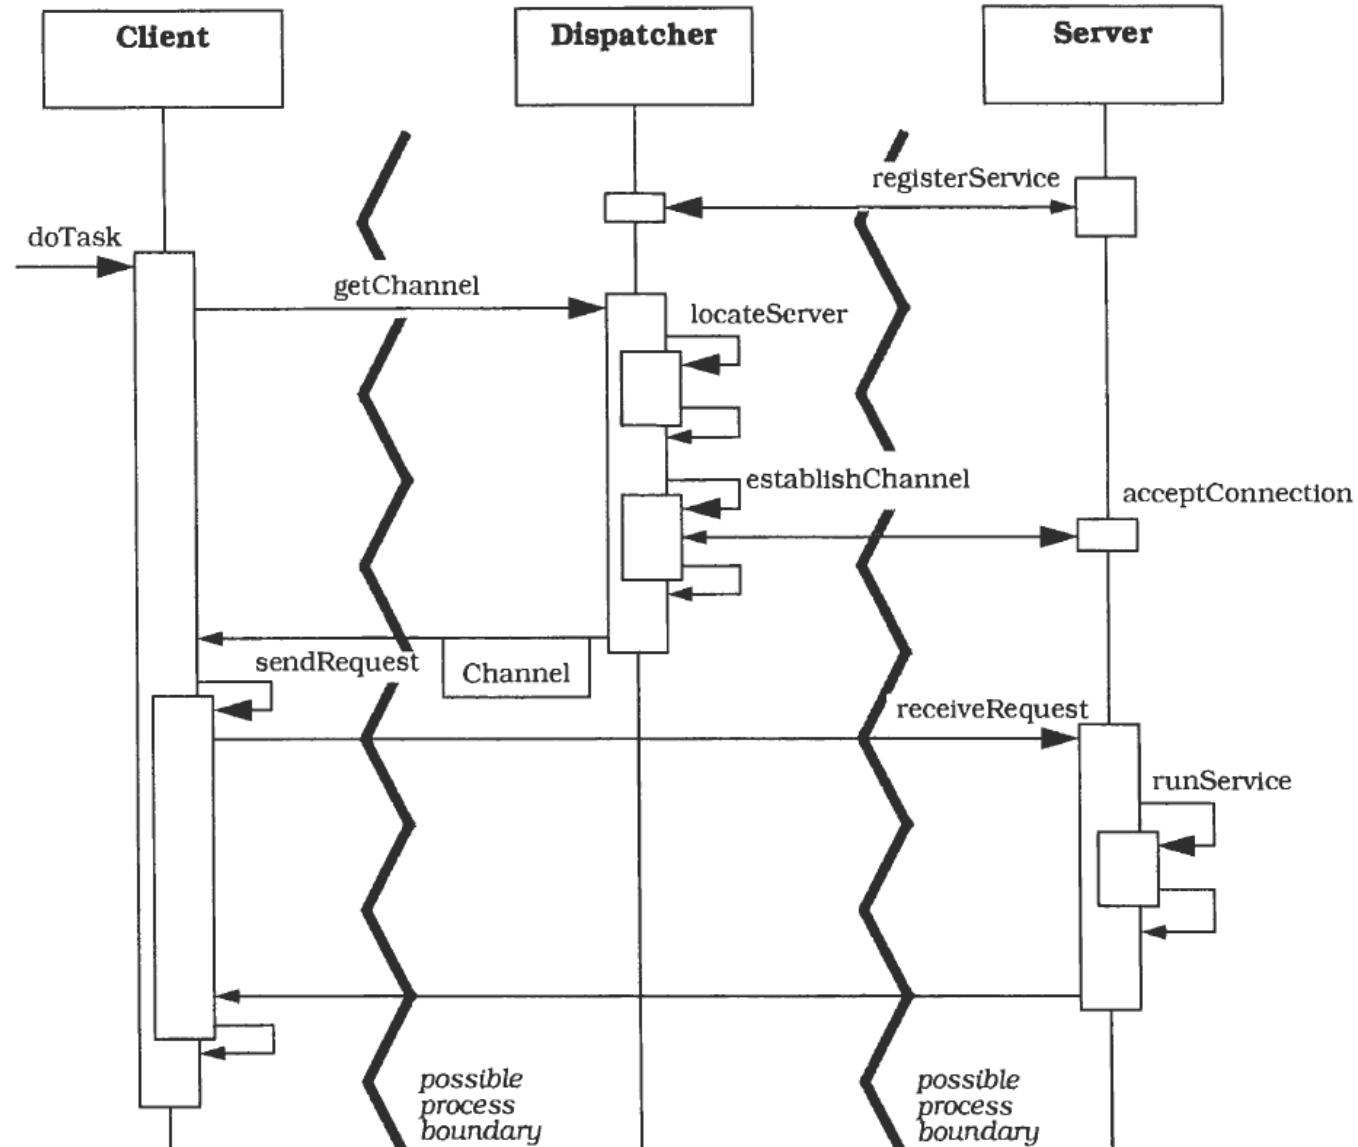 Client
Dispatcher
Server
registerService
doTask
getChannel
locateServer
establishChannel
acceptConnection
sendRequest
Channel
receiveRequest
runService
possible
process
boundary
possible
process
boundary